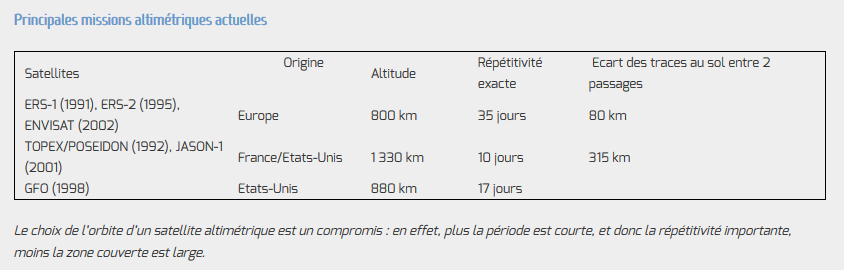 Principales missions altimétriques actuelles
Satellites Origine Altitude Répétitivité exacte Ecart des traces au sol entre 2 passages
ERS-1 (1991), ERS-2 (1995), ENVISAT (2002) Europe 800 km 35 jours 80 km
TOPEX/POSEIDON (1992), JASON-1 (2001) France/Etats-Unis 1 330 km 10 jours 315 km
GFO (1998) Etats-Unis 880 km 17 jours
Le choix de l'orbite d'un satellite altimétrique est un compromis : en effet, plus la période est courte, et donc la répétitivité importante,
moins la zone couverte est large.